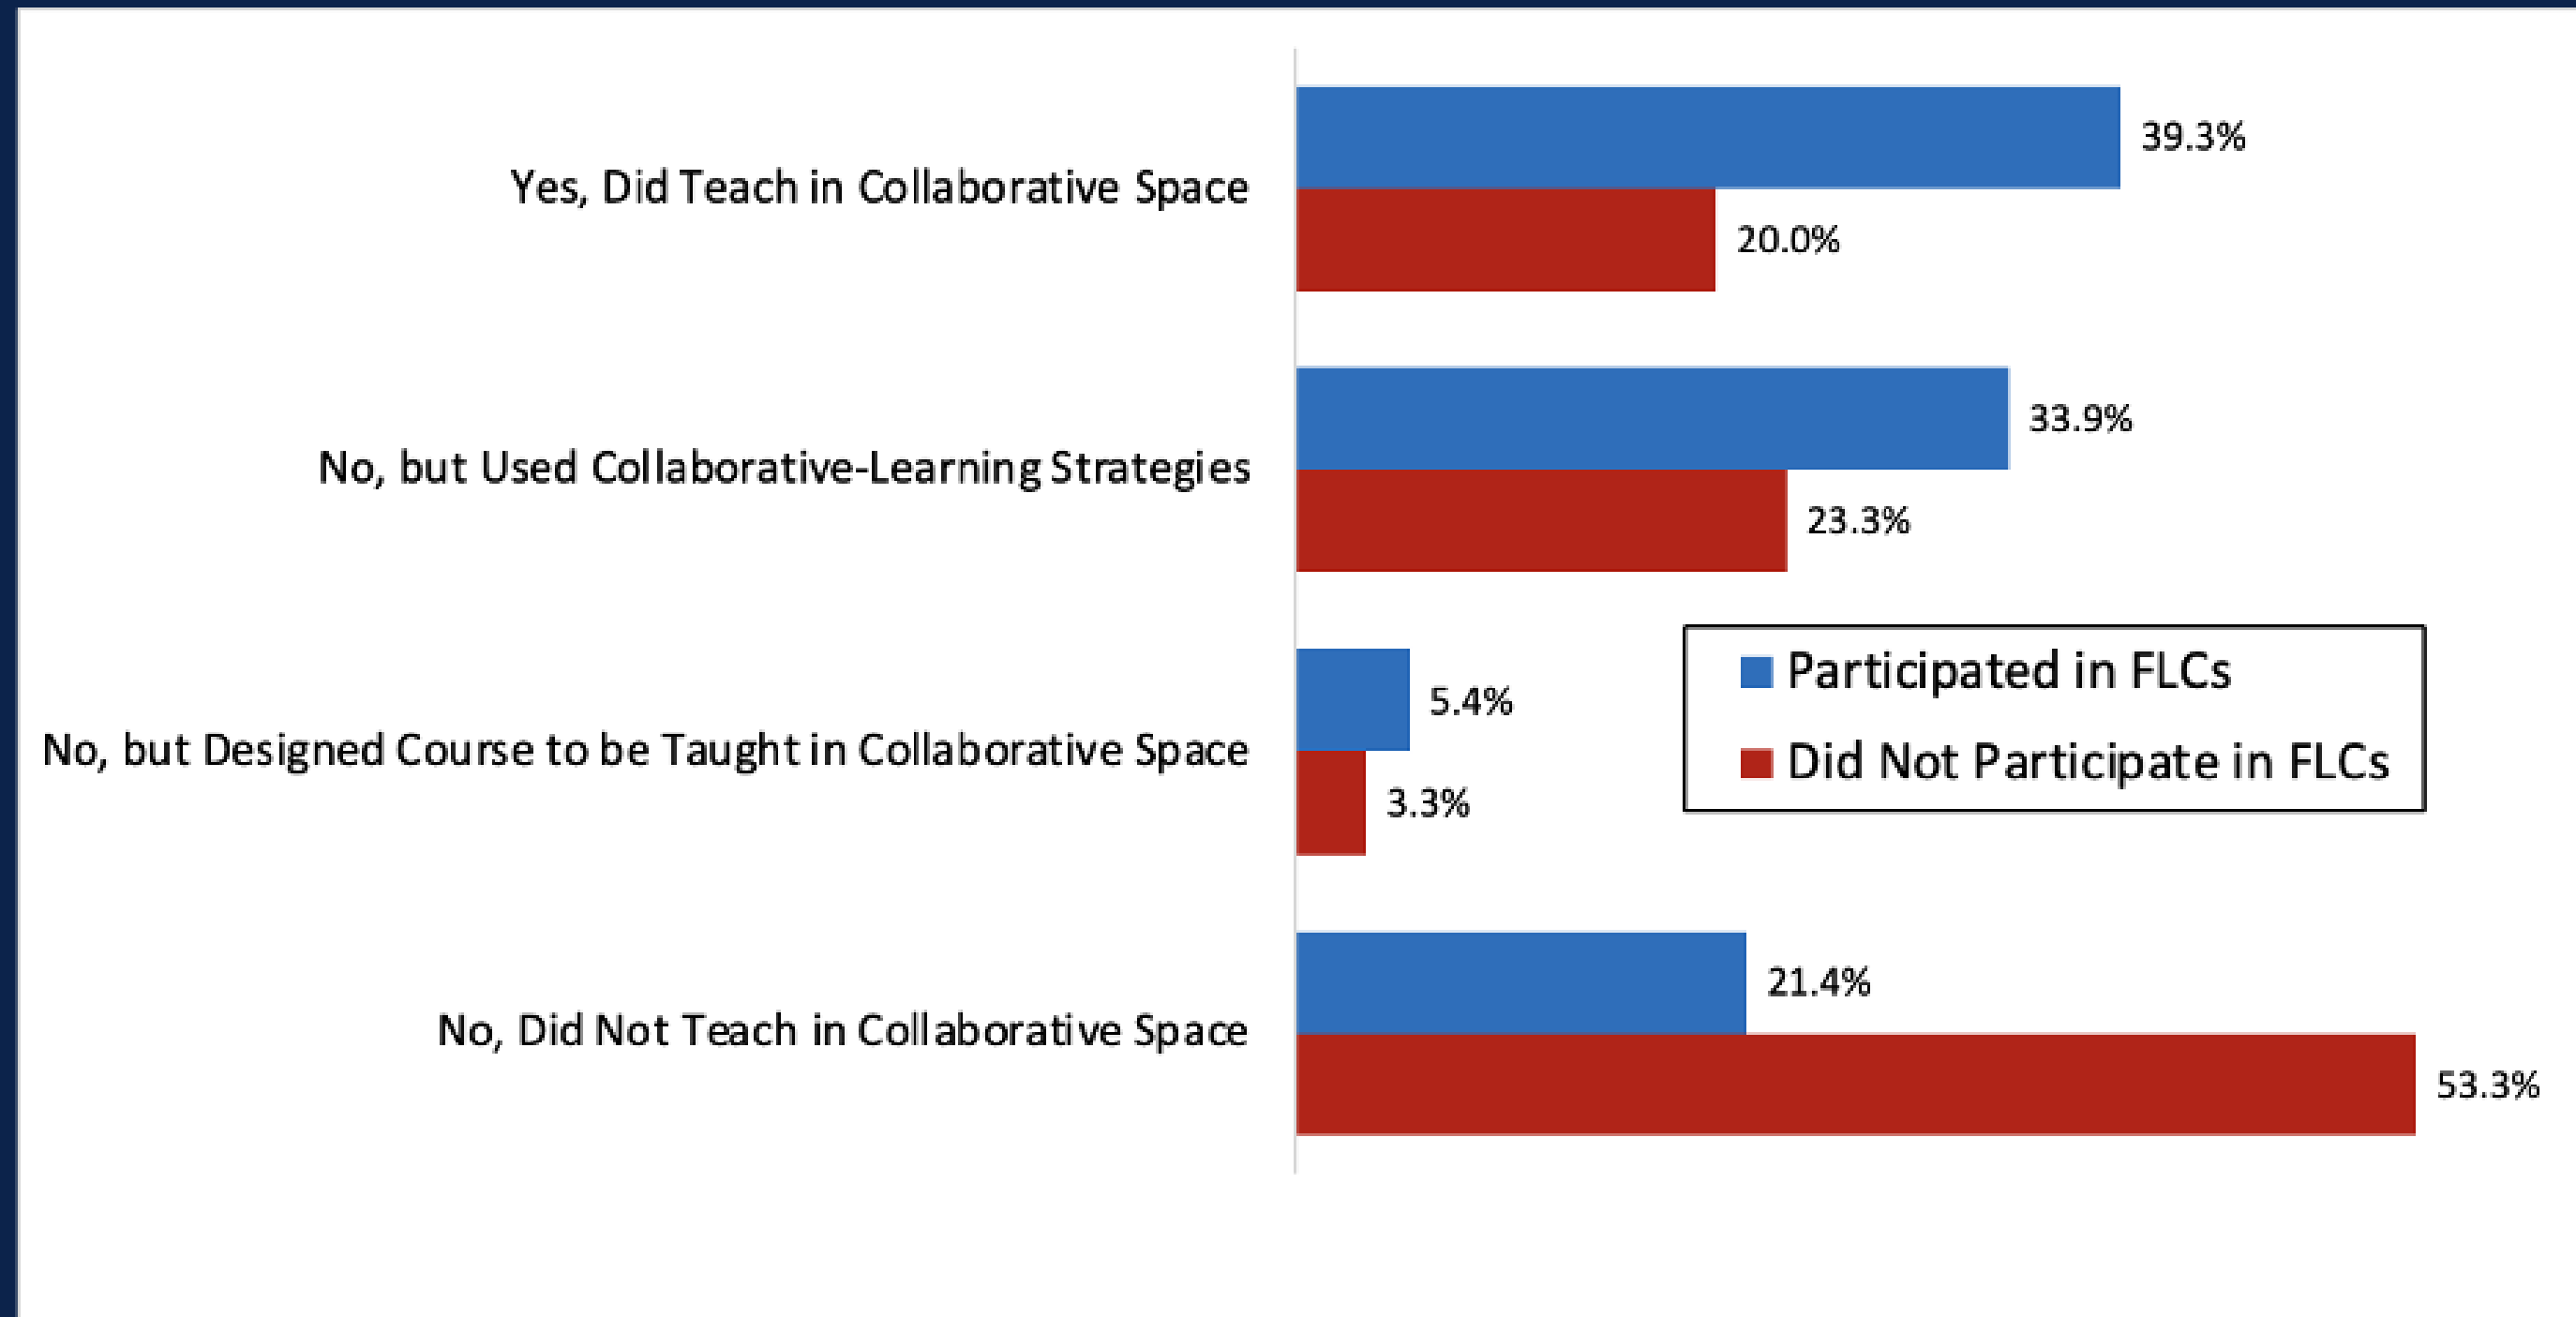 Yes, Did Teach in Collaborative Space
39.3%
20.0%
No, but Used Collaborative-Learning Strategies
33.9%
23.3%
No, but Designed Course to be Taught in Collaborative Space
5.4%
3.3%
Participated in FLCs
Did Not Participate in FLCs
No, Did Not Teach in Collaborative Space
21.4%
53.3%